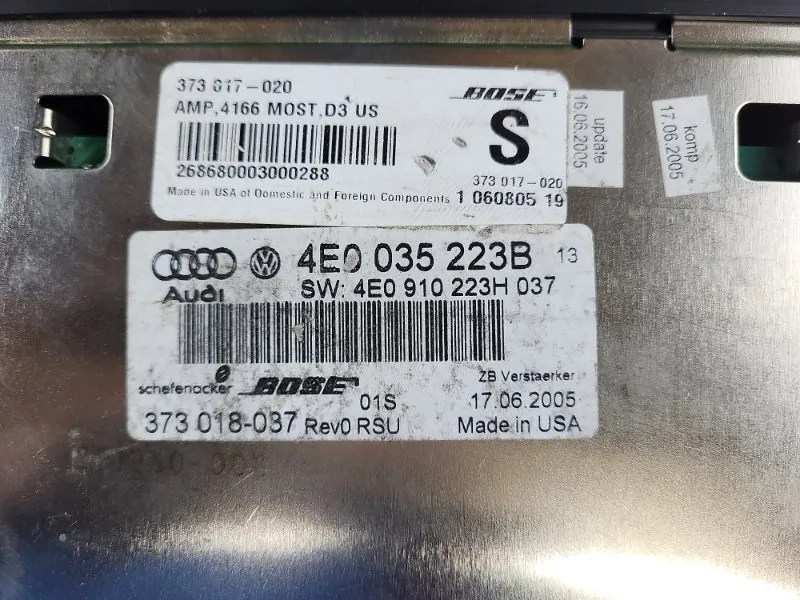 373 017-020
BOSE
AMP,4166 MOST,D3 US
S
268680003000288
373 017-020
Made in USA of Domestic and Foreign Components
1 060805 19
update
16.06.2005
komp
17.06.2005
4E0 035 223B
13
Audi
SW: 4E0 910 223H 037
schefenacker
BOSE
01S
ZB Verstaerker
17.06.2005
373 018-037
Rev0 RSU
Made in USA